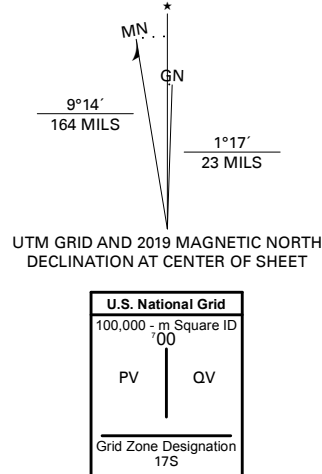 ★
MN
GN
9°14´
164 MILS
1°17´
23 MILS
UTM GRID AND 2019 MAGNETIC NORTH
DECLINATION AT CENTER OF SHEET
U.S. National Grid
100,000 - m Square ID
⁷00
PV QV
Grid Zone Designation
17S